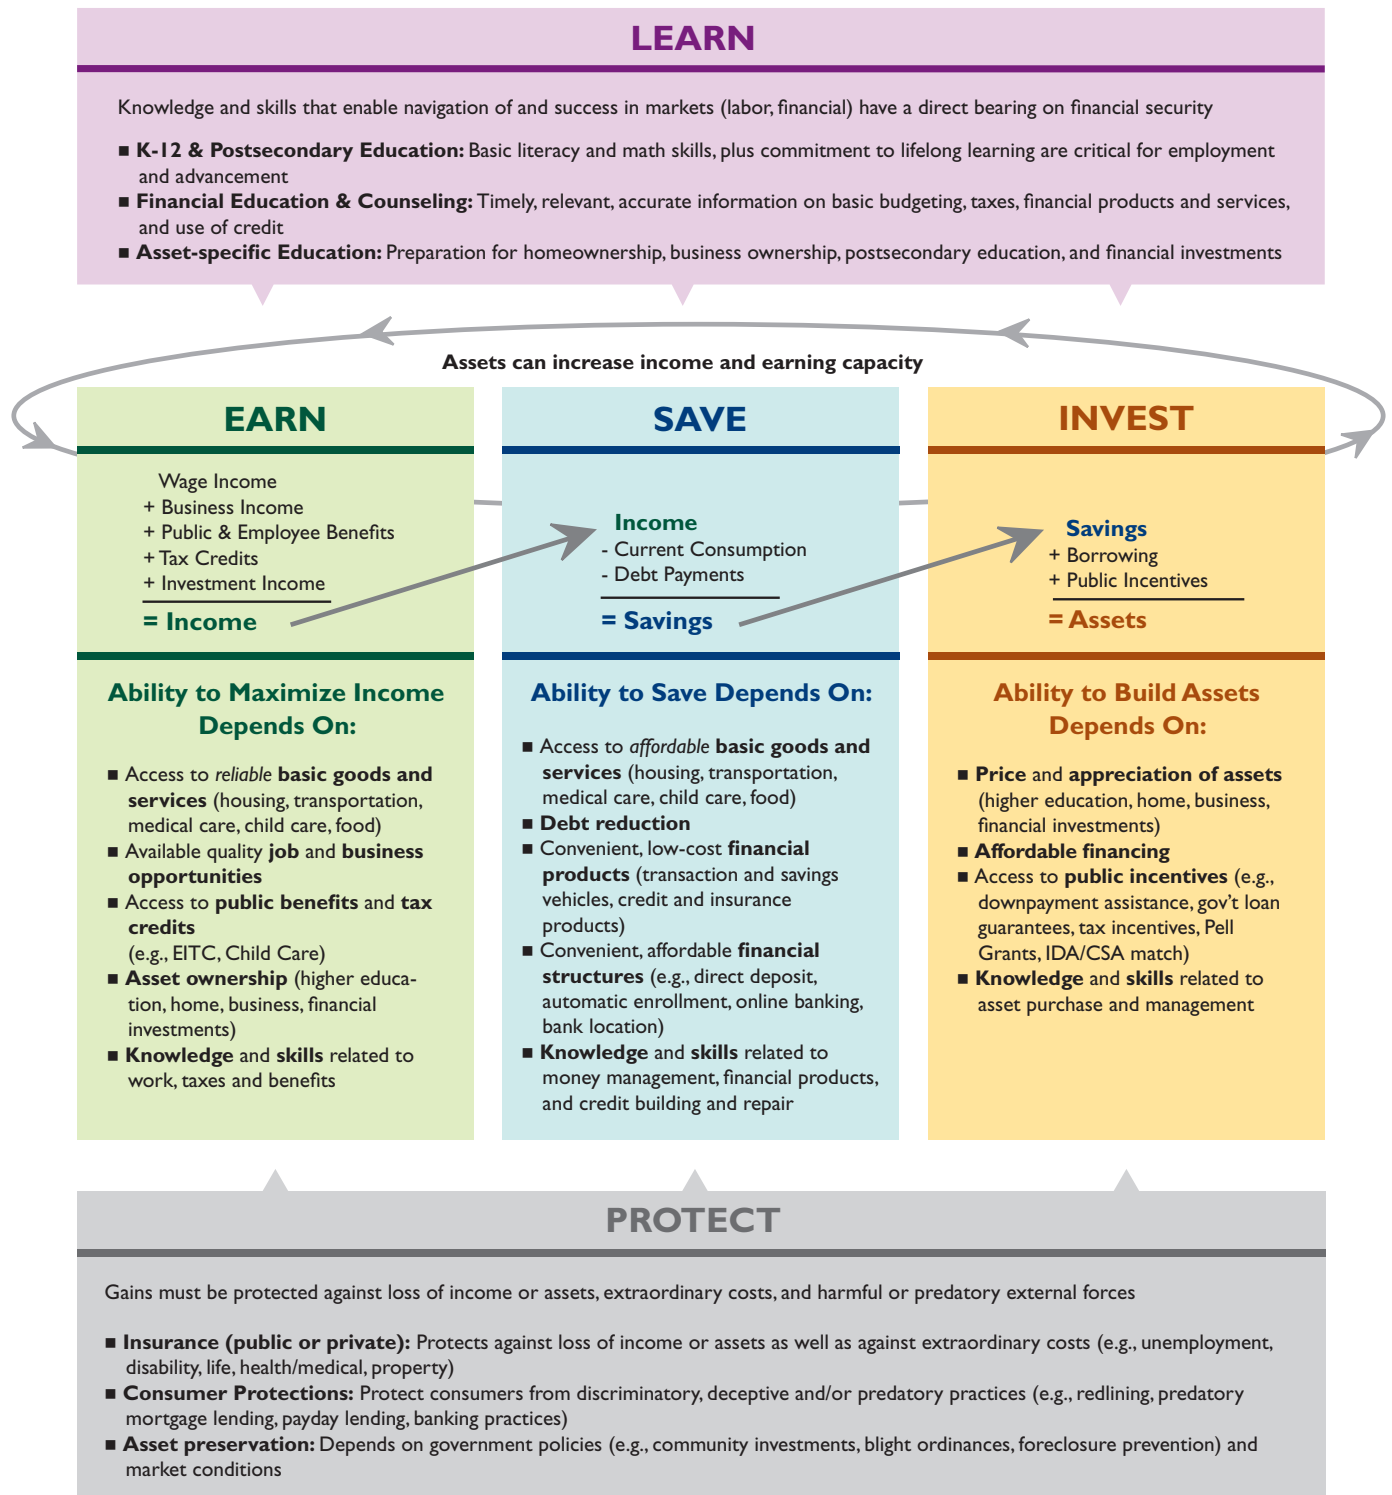 LEARN
Knowledge and skills that enable navigation of and success in markets (labor, financial) have a direct bearing on financial security
■ K-12 & Postsecondary Education: Basic literacy and math skills, plus commitment to lifelong learning are critical for employment
and advancement
■ Financial Education & Counseling: Timely, relevant, accurate information on basic budgeting, taxes, financial products and services,
and use of credit
■ Asset-specific Education: Preparation for homeownership, business ownership, postsecondary education, and financial investments
Assets can increase income and earning capacity
EARN
Wage Income
+ Business Income
+ Public & Employee Benefits
+ Tax Credits
+ Investment Income
= Income
Ability to Maximize Income
Depends On:
■ Access to reliable basic goods and
services (housing, transportation,
medical care, child care, food)
■ Available quality job and business
opportunities
■ Access to public benefits and tax
credits
(e.g., EITC, Child Care)
■ Asset ownership (higher educa-
tion, home, business, financial
investments)
■ Knowledge and skills related to
work, taxes and benefits
SAVE
Income
- Current Consumption
- Debt Payments
= Savings
Ability to Save Depends On:
■ Access to affordable basic goods and
services (housing, transportation,
medical care, child care, food)
■ Debt reduction
■ Convenient, low-cost financial
products (transaction and savings
vehicles, credit and insurance
products)
■ Convenient, affordable financial
structures (e.g., direct deposit,
automatic enrollment, online banking,
bank location)
■ Knowledge and skills related to
money management, financial products,
and credit building and repair
INVEST
Savings
+ Borrowing
+ Public Incentives
= Assets
Ability to Build Assets
Depends On:
■ Price and appreciation of assets
(higher education, home, business,
financial investments)
■ Affordable financing
■ Access to public incentives (e.g.,
downpayment assistance, gov’t loan
guarantees, tax incentives, Pell
Grants, IDA/CSA match)
■ Knowledge and skills related to
asset purchase and management
PROTECT
Gains must be protected against loss of income or assets, extraordinary costs, and harmful or predatory external forces
■ Insurance (public or private): Protects against loss of income or assets as well as against extraordinary costs (e.g., unemployment,
disability, life, health/medical, property)
■ Consumer Protections: Protect consumers from discriminatory, deceptive and/or predatory practices (e.g., redlining, predatory
mortgage lending, payday lending, banking practices)
■ Asset preservation: Depends on government policies (e.g., community investments, blight ordinances, foreclosure prevention) and
market conditions